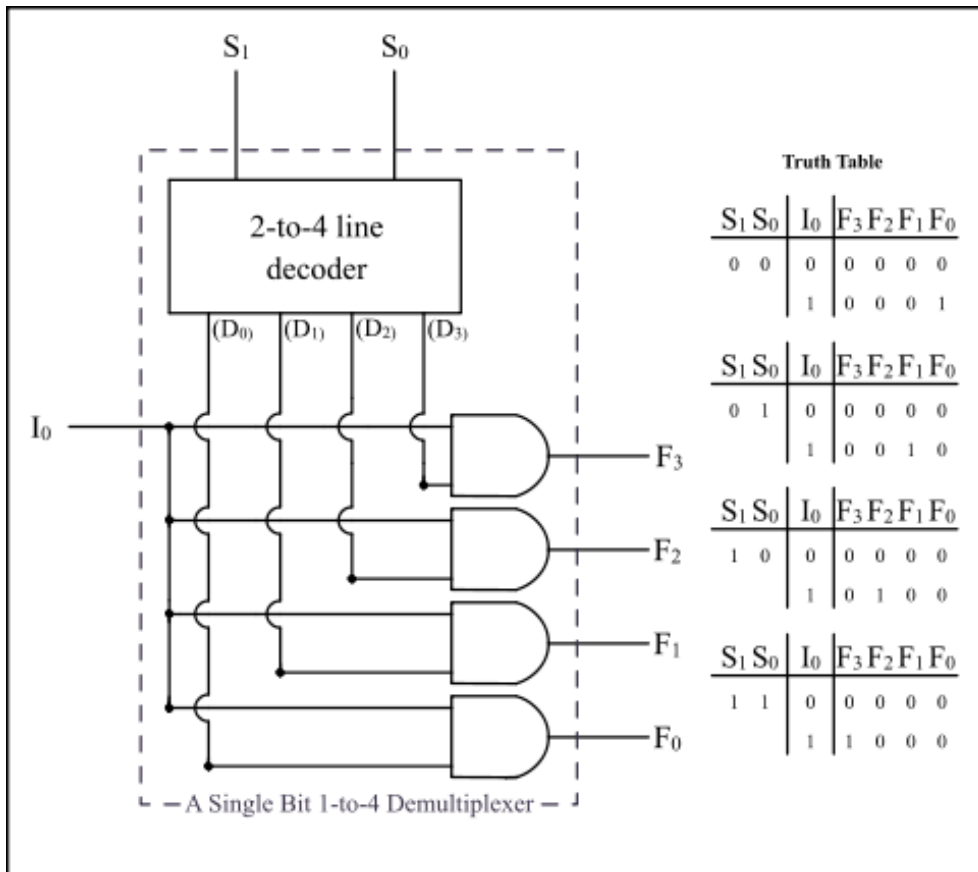 S₁ S₀
2-to-4 line
decoder
(D₀) (D₁) (D₂) (D₃)
I₀
F₃
F₂
F₁
F₀
A Single Bit 1-to-4 Demultiplexer
Truth Table
S₁ S₀ I₀ F₃ F₂ F₁ F₀
0 0 0 0 0 0 0
1 0 0 0 1
S₁ S₀ I₀ F₃ F₂ F₁ F₀
0 1 0 0 0 0 0
1 0 0 1 0
S₁ S₀ I₀ F₃ F₂ F₁ F₀
1 0 0 0 0 0 0
1 0 1 0 0
S₁ S₀ I₀ F₃ F₂ F₁ F₀
1 1 0 0 0 0 0
1 1 0 0 0